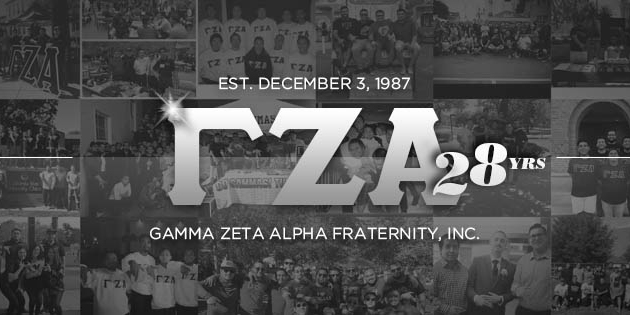 EST. DECEMBER 3, 1987
ΓΖΑ
28 YRS
GAMMA ZETA ALPHA FRATERNITY, INC.